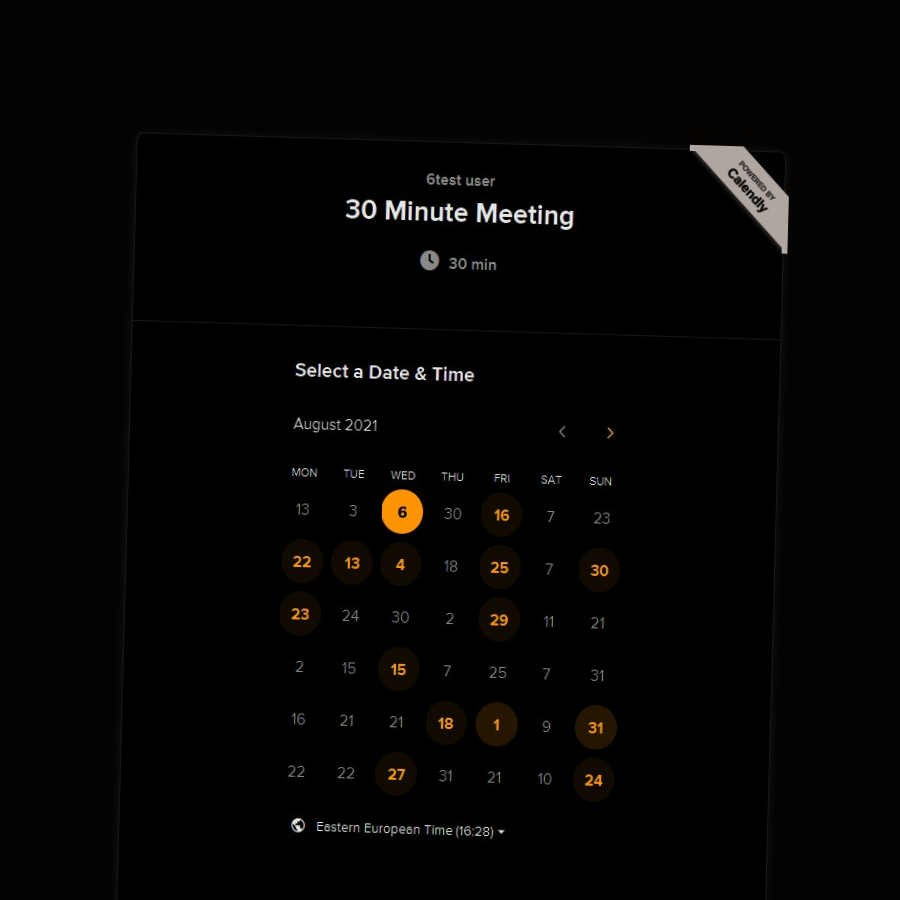 POWERED BY
Calendly
6test user
30 Minute Meeting
30 min
Select a Date & Time
August 2021
MON TUE WED THU FRI SAT SUN
13 3 6 30 16 7 23
22 13 4 18 25 7 30
23 24 30 2 29 11 21
2 15 15 7 25 7 31
16 21 21 18 1 9 31
22 22 27 31 21 10 24
Eastern European Time (16:28)